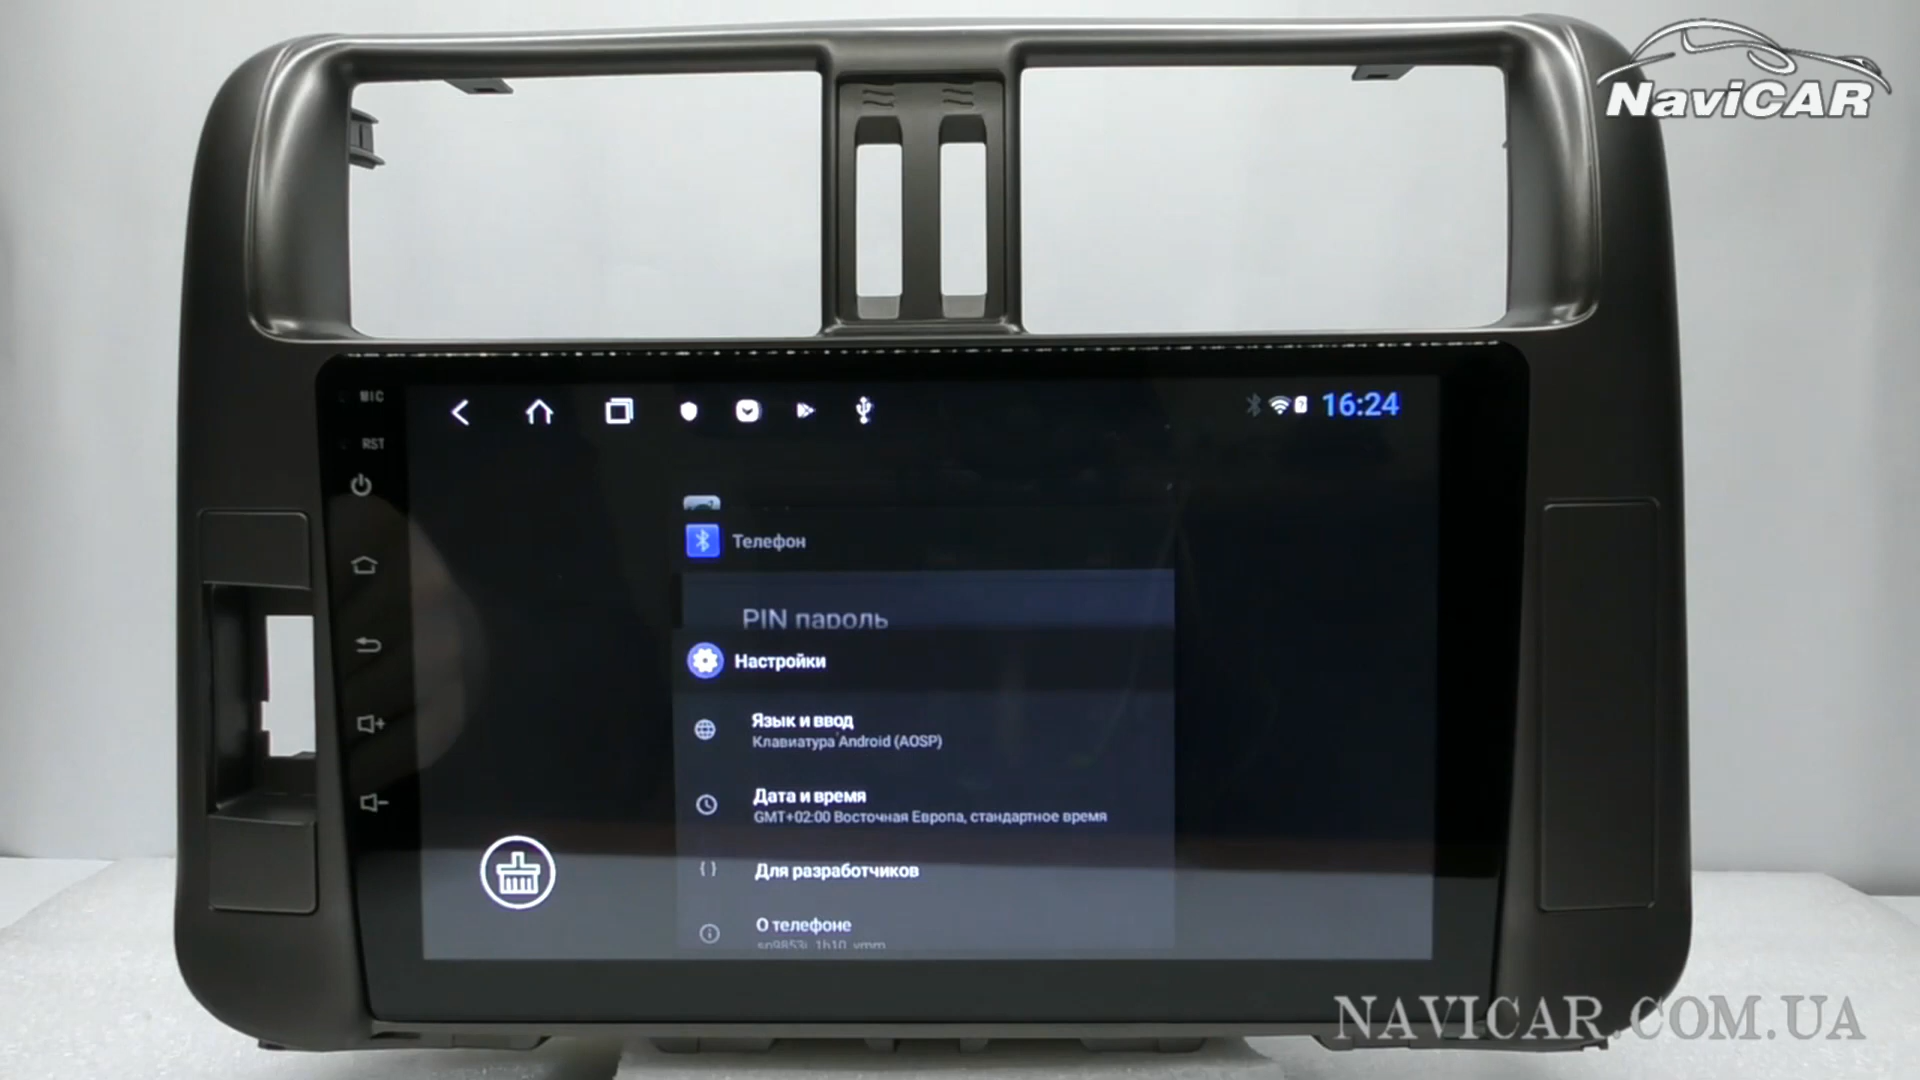 NaviCAR
MIC
16:24
RST
Телефон
PIN пароль
Настройки
Язык и ввод
Клавиатура Android (AOSP)
Дата и время
GMT+02:00 Восточная Европа, стандартное время
{ } Для разработчиков
О телефоне
sp9853i_1h10_vmm
NAVICAR.COM.UA